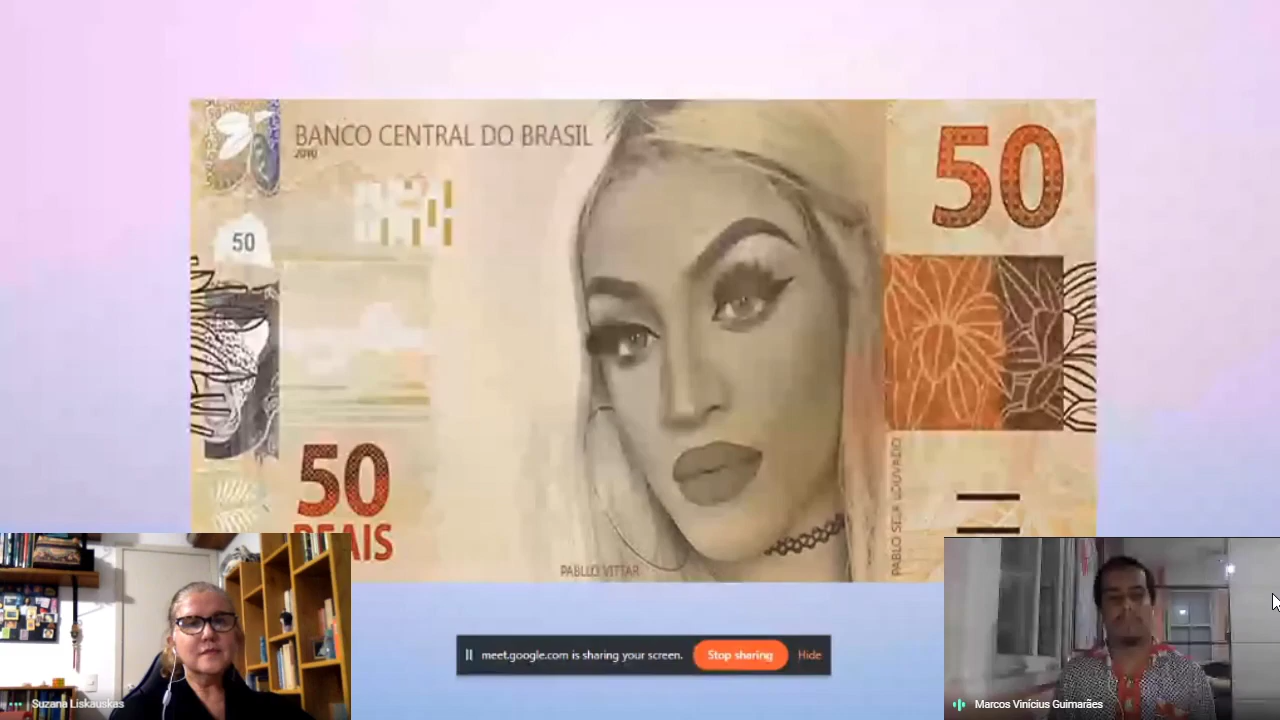 BANCO CENTRAL DO BRASIL
2010
50
50
50
REAIS
PABLLO VITTAR
PABLO SEJA LOUVADO
meet.google.com is sharing your screen.
Stop sharing
Hide
Suzana Liskauskas
Marcos Vinícius Guimarães